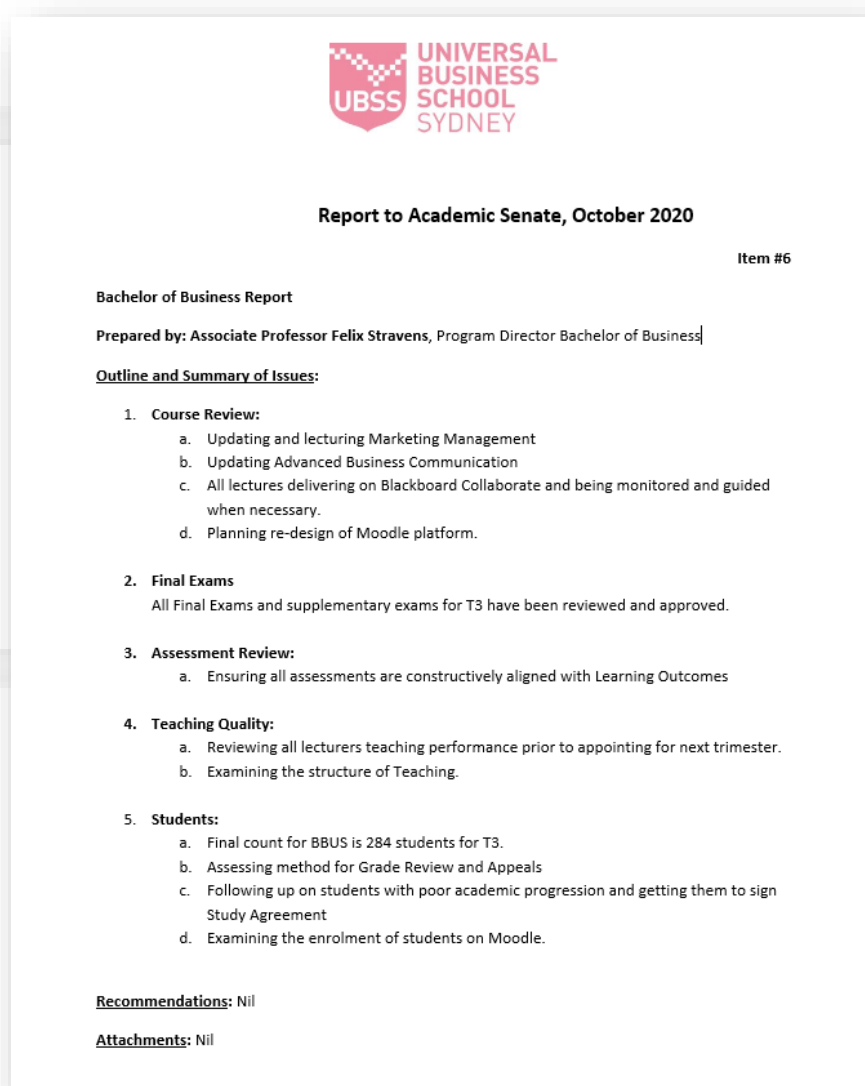 UBSS
UNIVERSAL
BUSINESS
SCHOOL
SYDNEY
Report to Academic Senate, October 2020
Item #6
Bachelor of Business Report
Prepared by: Associate Professor Felix Stravens, Program Director Bachelor of Business
Outline and Summary of Issues:
1. Course Review:
a. Updating and lecturing Marketing Management
b. Updating Advanced Business Communication
c. All lectures delivering on Blackboard Collaborate and being monitored and guided
when necessary.
d. Planning re-design of Moodle platform.
2. Final Exams
All Final Exams and supplementary exams for T3 have been reviewed and approved.
3. Assessment Review:
a. Ensuring all assessments are constructively aligned with Learning Outcomes
4. Teaching Quality:
a. Reviewing all lecturers teaching performance prior to appointing for next trimester.
b. Examining the structure of Teaching.
5. Students:
a. Final count for BBUS is 284 students for T3.
b. Assessing method for Grade Review and Appeals
c. Following up on students with poor academic progression and getting them to sign
Study Agreement
d. Examining the enrolment of students on Moodle.
Recommendations: Nil
Attachments: Nil